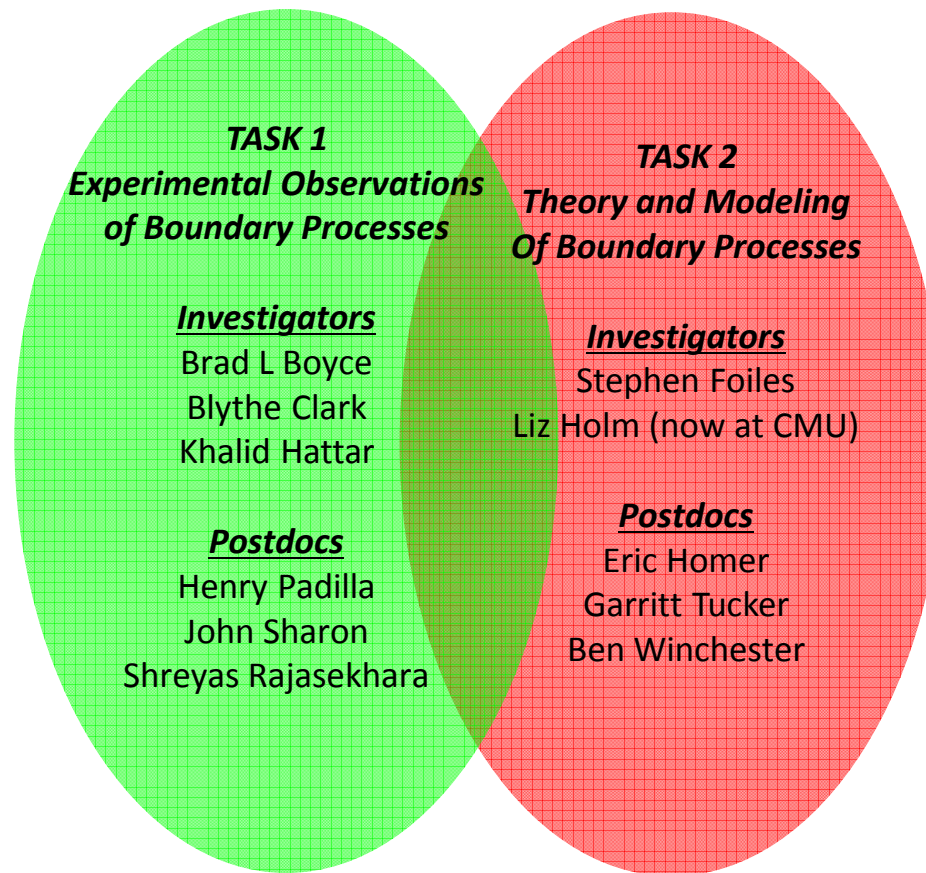 TASK 1
Experimental Observations
of Boundary Processes
Investigators
Brad L Boyce
Blythe Clark
Khalid Hattar
Postdocs
Henry Padilla
John Sharon
Shreyas Rajasekhara
TASK 2
Theory and Modeling
Of Boundary Processes
Investigators
Stephen Foiles
Liz Holm (now at CMU)
Postdocs
Eric Homer
Garritt Tucker
Ben Winchester